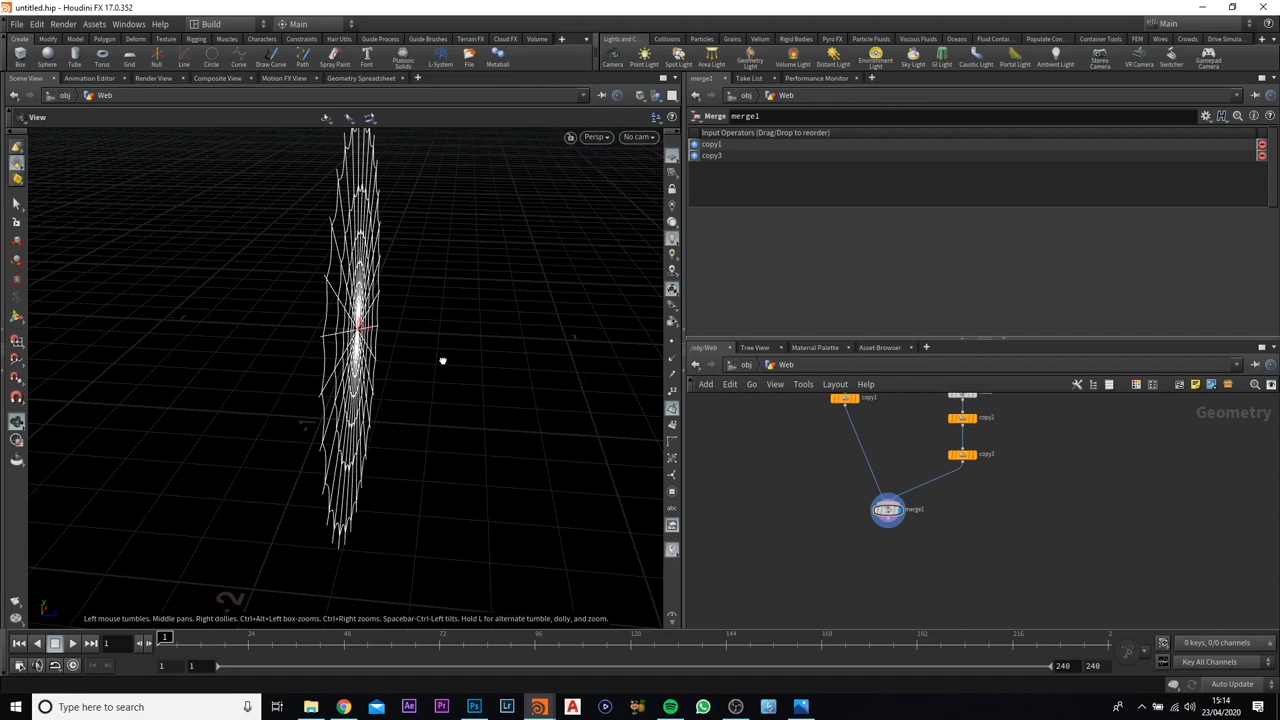 untitled.hip - Houdini FX 17.0.352
File Edit Render Assets Windows Help Build Main Main
Create Modify Model Polygon Deform Texture Rigging Muscles Characters Constraints Hair Utils Guide Process Guide Brushes Terrain FX Cloud FX Volume
Lights and C... Collisions Particles Grains Vellum Rigid Bodies Pyro FX Particle Fluids Viscous Fluids Oceans Fluid Contai... Populate Con... Container Tools FEM Wires Crowds Drive Simula...
Box Sphere Tube Torus Grid Null Line Circle Curve Draw Curve Path Spray Paint Font Platonic Solids L-System Metaball File
Camera Point Light Spot Light Area Light Geometry Light Volume Light Distant Light Environment Light Sky Light GI Light Caustic Light Portal Light Ambient Light Stereo Camera VR Camera Switcher Gamepad Camera
Scene View Animation Editor Render View Composite View Motion FX View Geometry Spreadsheet
merge1 Take List Performance Monitor
obj Web
obj Web
View
Merge merge1
Input Operators (Drag/Drop to reorder)
copy1
copy3
Persp No cam
/obj/Web Tree View Material Palette Asset Browser
obj Web
Add Edit Go View Tools Layout Help
Geometry
copy1
copy2
copy3
merge1
abc
2
Left mouse tumbles. Middle pans. Right dollies. Ctrl+Alt+Left box-zooms. Ctrl+Right zooms. Spacebar-Ctrl-Left tilts. Hold L for alternate tumble, dolly, and zoom.
1 1 24 48 72 96 120 144 168 192 216 2
0 keys, 0/0 channels
1 1 240 240
Key All Channels
Auto Update
Type here to search
15:14
23/04/2020